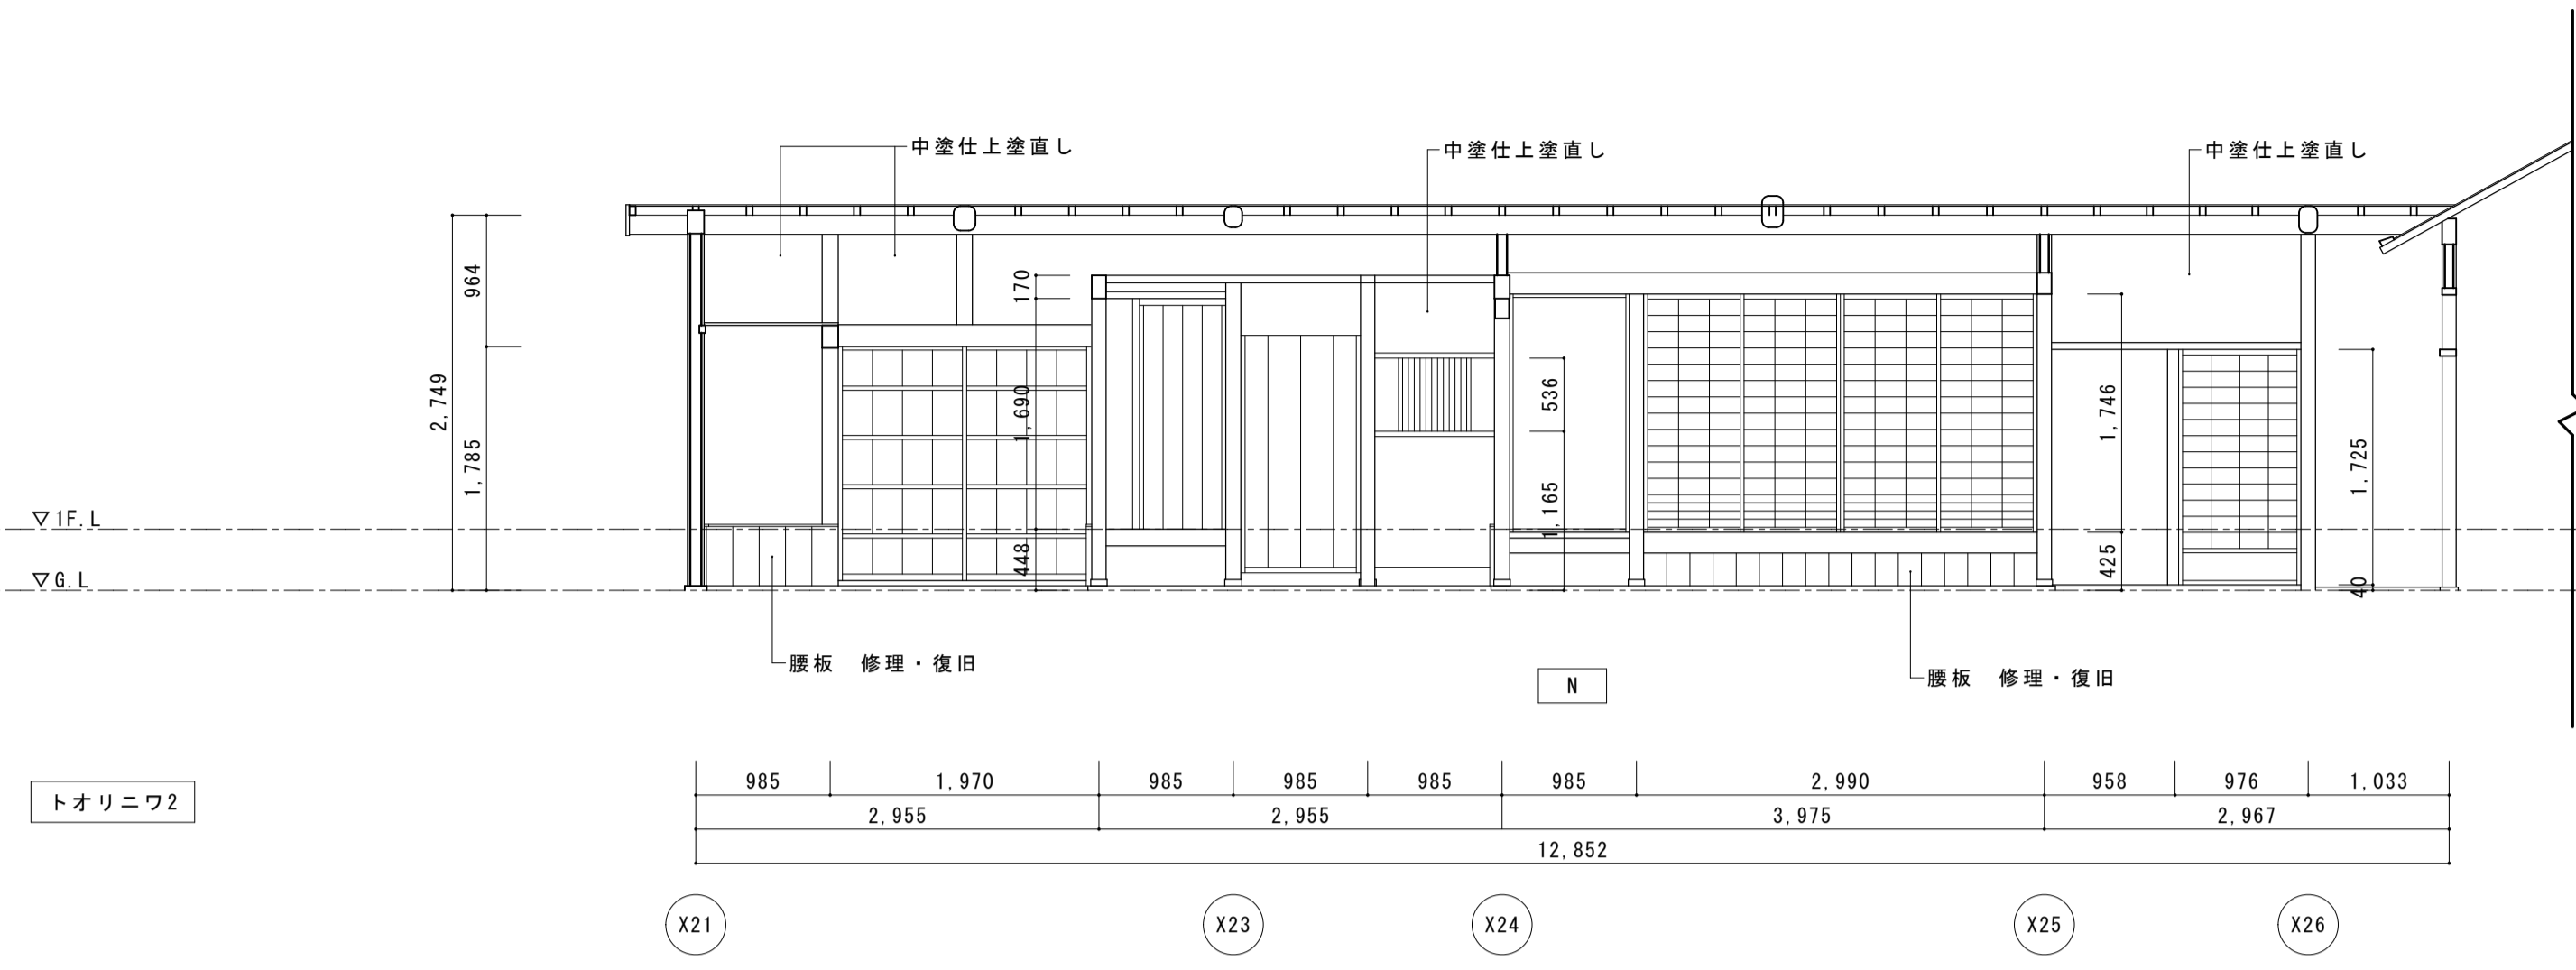 中塗仕上塗直し
中塗仕上塗直し
中塗仕上塗直し
964
170
2,749
1,690
536
1,746
1,785
1,725
1,165
▽1F.L
448
425
▽G.L
40
腰板 修理・復旧
N
腰板 修理・復旧
985 1,970 985 985 985 985 2,990 958 976 1,033
トオリニワ2
2,955 2,955 3,975 2,967
12,852
X21 X23 X24 X25 X26